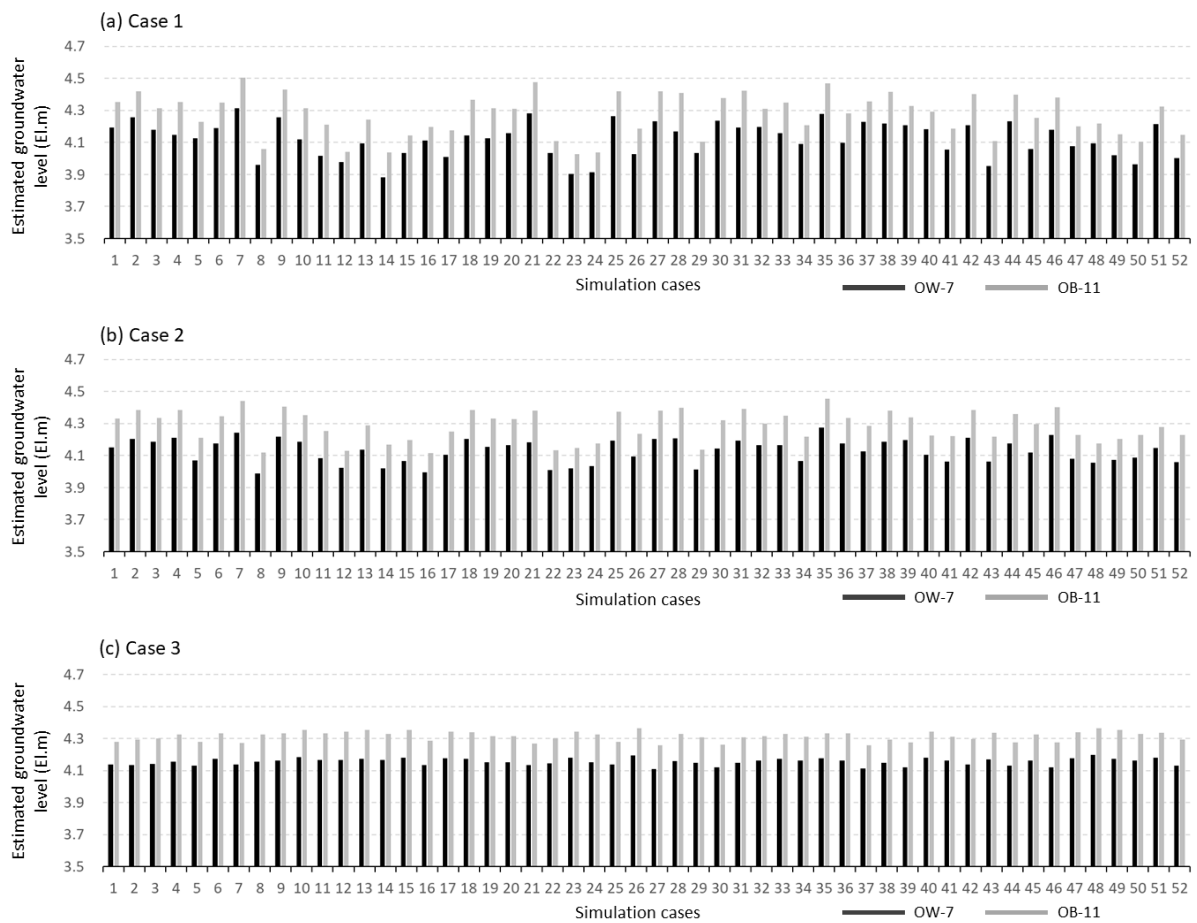 (a) Case 1
Estimated groundwater
level (El.m)
4.7
4.5
4.3
4.1
3.9
3.7
3.5
1 2 3 4 5 6 7 8 9 10 11 12 13 14 15 16 17 18 19 20 21 22 23 24 25 26 27 28 29 30 31 32 33 34 35 36 37 38 39 40 41 42 43 44 45 46 47 48 49 50 51 52
Simulation cases
OW-7 OB-11
(b) Case 2
Estimated groundwater
level (El.m)
4.7
4.5
4.3
4.1
3.9
3.7
3.5
1 2 3 4 5 6 7 8 9 10 11 12 13 14 15 16 17 18 19 20 21 22 23 24 25 26 27 28 29 30 31 32 33 34 35 36 37 38 39 40 41 42 43 44 45 46 47 48 49 50 51 52
Simulation cases
OW-7 OB-11
(c) Case 3
Estimated groundwater
level (El.m)
4.7
4.5
4.3
4.1
3.9
3.7
3.5
1 2 3 4 5 6 7 8 9 10 11 12 13 14 15 16 17 18 19 20 21 22 23 24 25 26 27 28 29 30 31 32 33 34 35 36 37 38 39 40 41 42 43 44 45 46 47 48 49 50 51 52
Simulation cases
OW-7 OB-11